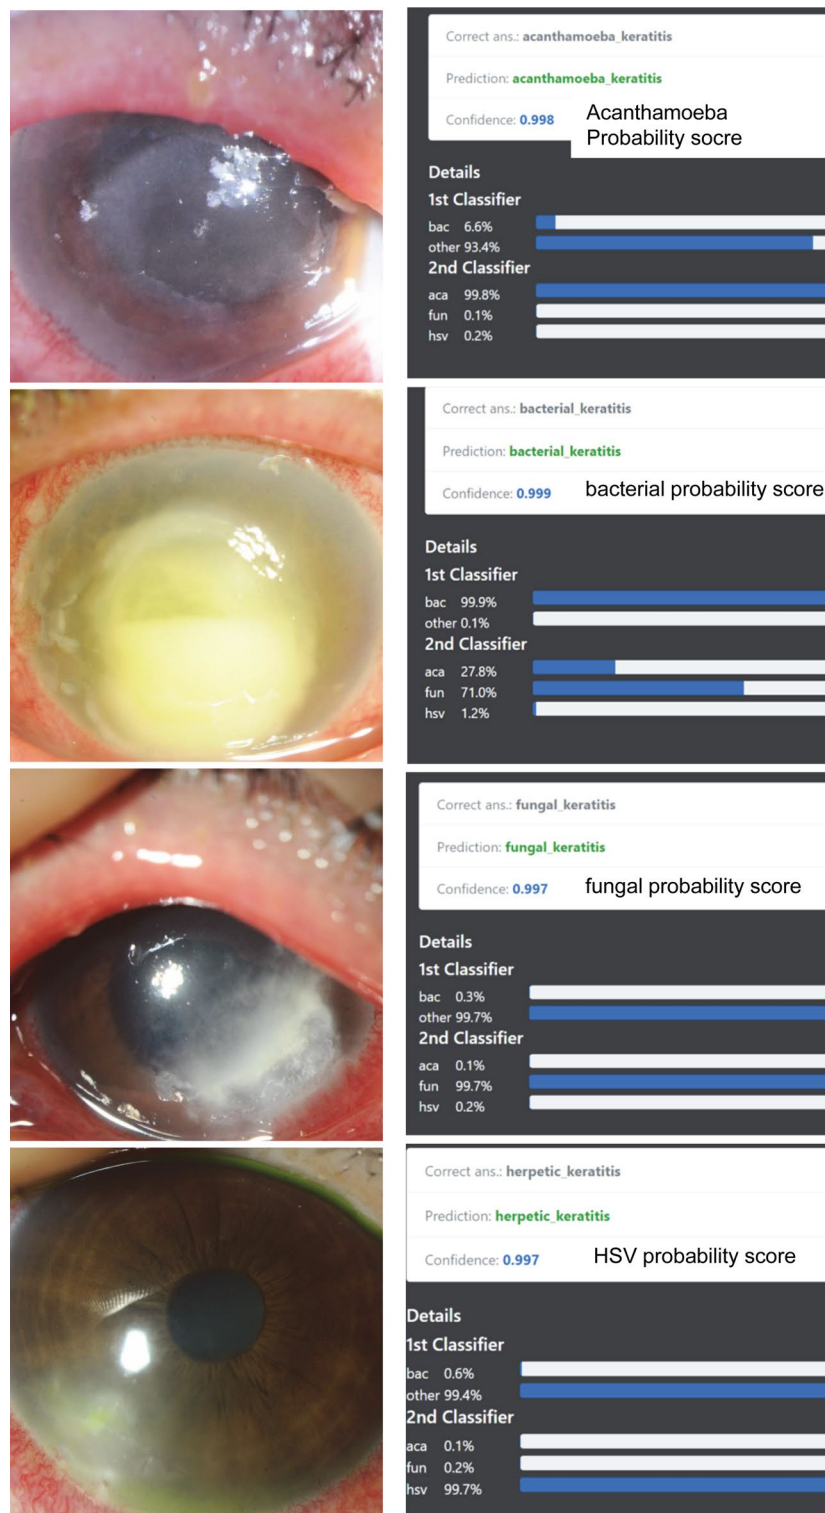 Correct ans.: acanthamoeba_keratitis
Prediction: acanthamoeba_keratitis
Confidence: 0.998
Acanthamoeba
Probability socre
Details
1st Classifier
bac 6.6%
other 93.4%
2nd Classifier
aca 99.8%
fun 0.1%
hsv 0.2%
Correct ans.: bacterial_keratitis
Prediction: bacterial_keratitis
Confidence: 0.999 bacterial probability score
Details
1st Classifier
bac 99.9%
other 0.1%
2nd Classifier
aca 27.8%
fun 71.0%
hsv 1.2%
Correct ans.: fungal_keratitis
Prediction: fungal_keratitis
Confidence: 0.997 fungal probability score
Details
1st Classifier
bac 0.3%
other 99.7%
2nd Classifier
aca 0.1%
fun 99.7%
hsv 0.2%
Correct ans.: herpetic_keratitis
Prediction: herpetic_keratitis
Confidence: 0.997 HSV probability score
Details
1st Classifier
bac 0.6%
other 99.4%
2nd Classifier
aca 0.1%
fun 0.2%
hsv 99.7%